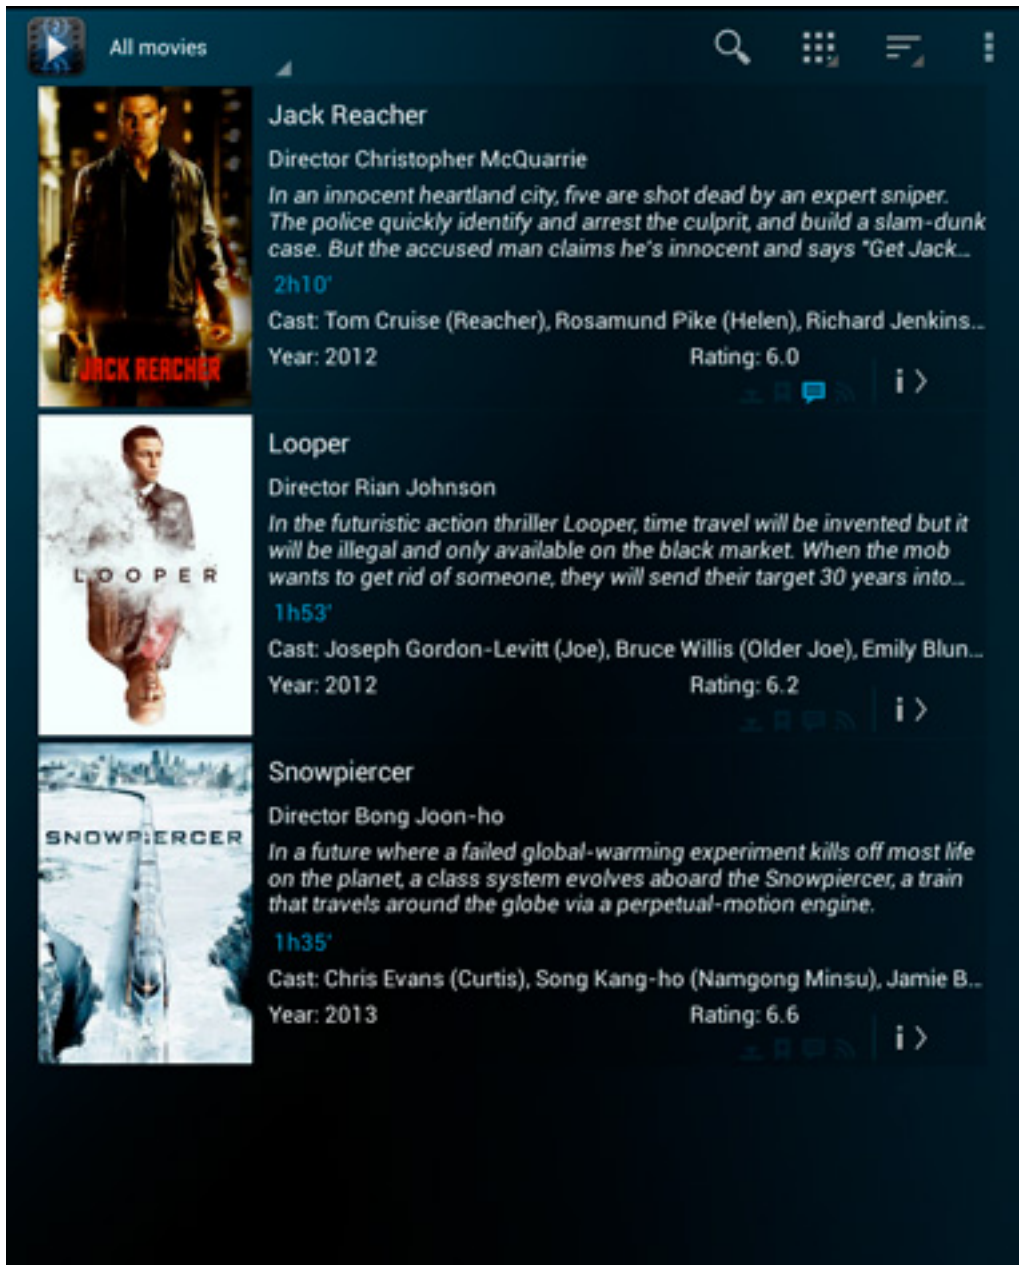 All movies
Jack Reacher
Director Christopher McQuarrie
In an innocent heartland city, five are shot dead by an expert sniper.
The police quickly identify and arrest the culprit, and build a slam-dunk
case. But the accused man claims he's innocent and says "Get Jack...
2h10'
Cast: Tom Cruise (Reacher), Rosamund Pike (Helen), Richard Jenkins...
Year: 2012 Rating: 6.0
JACK REACHER
i >
Looper
Director Rian Johnson
In the futuristic action thriller Looper, time travel will be invented but it
will be illegal and only available on the black market. When the mob
wants to get rid of someone, they will send their target 30 years into...
LOOPER
1h53'
Cast: Joseph Gordon-Levitt (Joe), Bruce Willis (Older Joe), Emily Blun...
Year: 2012 Rating: 6.2
i >
Snowpiercer
Director Bong Joon-ho
SNOWPIERCER
In a future where a failed global-warming experiment kills off most life
on the planet, a class system evolves aboard the Snowpiercer, a train
that travels around the globe via a perpetual-motion engine.
1h35'
Cast: Chris Evans (Curtis), Song Kang-ho (Namgong Minsu), Jamie B...
Year: 2013 Rating: 6.6
i >